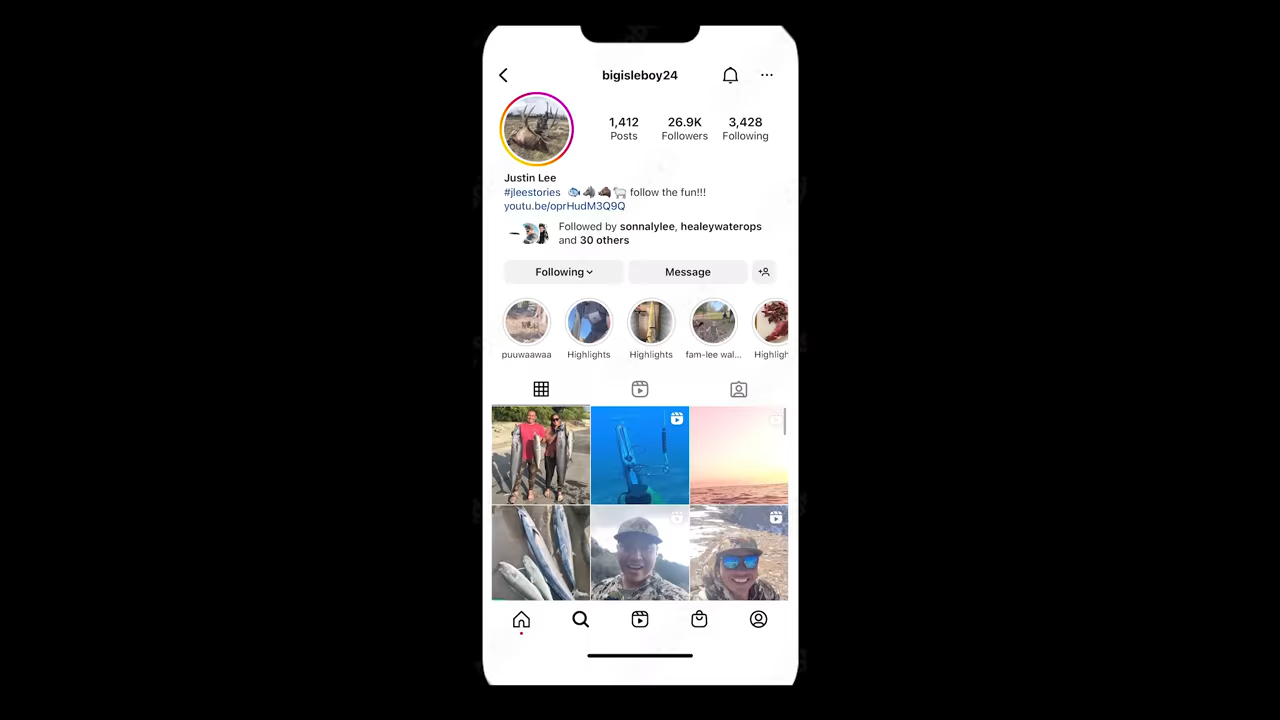 bigisleboy24
1,412 26.9K 3,428
Posts Followers Following
Justin Lee
#jleestories 🐟🐴🐗🐑 follow the fun!!!
youtu.be/oprHudM3Q9Q
Followed by sonnalylee, healeywaterops
and 30 others
Following Message
puuwaawaa Highlights Highlights fam-lee wal... Highligh